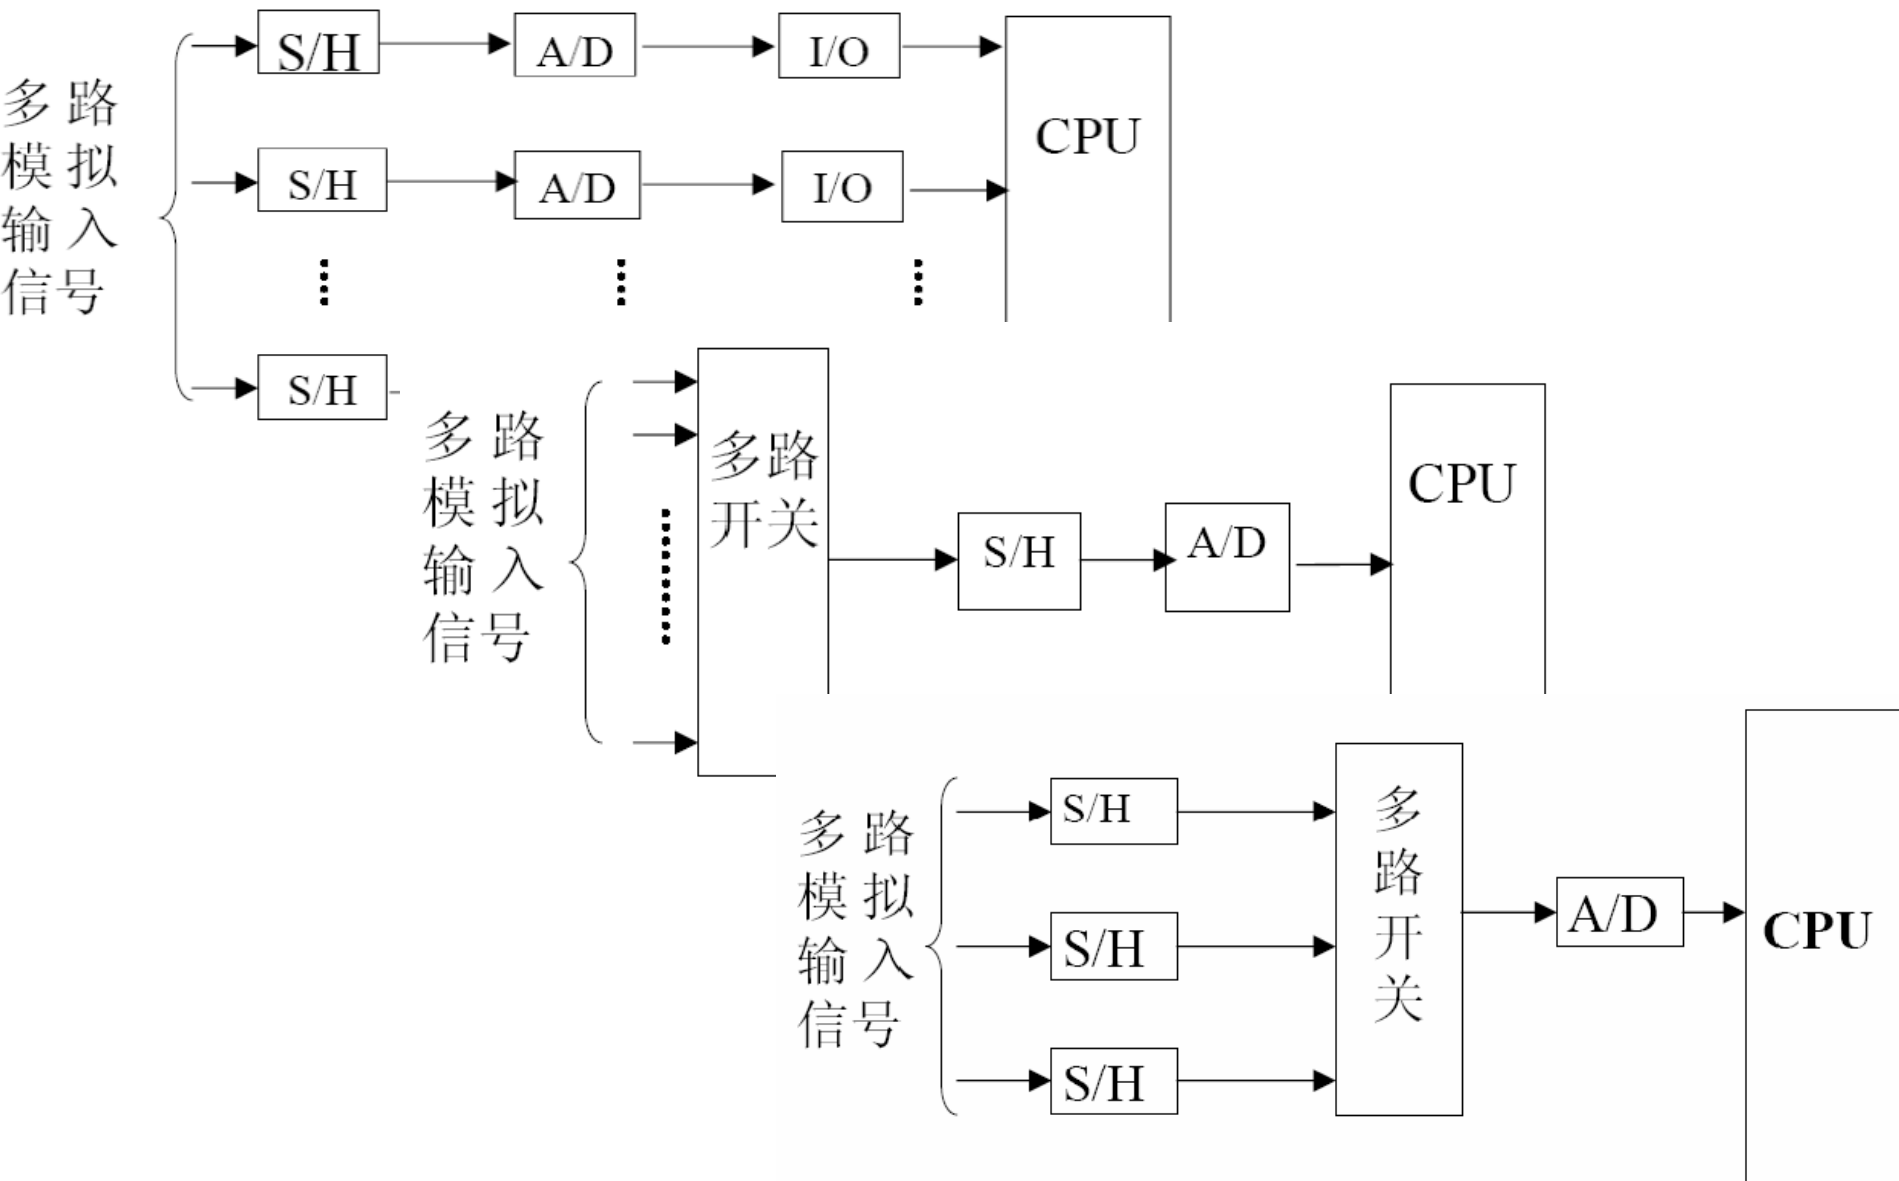 多路
模拟
输入
信号
S/H
A/D
I/O
CPU
S/H
A/D
I/O
S/H
多路
模拟
输入
信号
多路
开关
S/H
A/D
CPU
多路
模拟
输入
信号
S/H
S/H
S/H
多
路
开
关
A/D
CPU